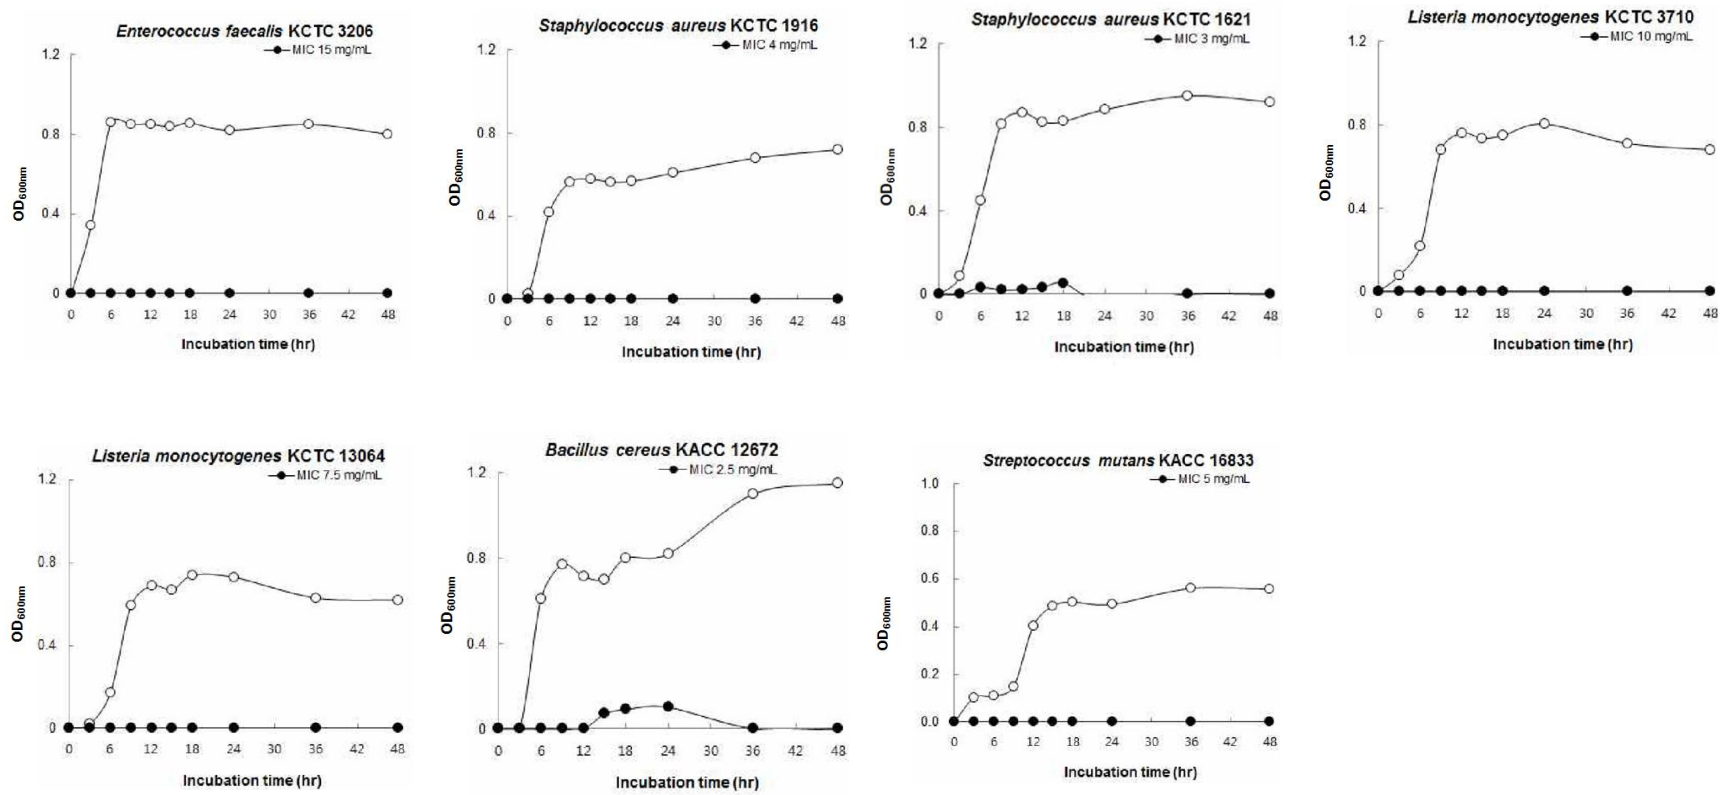 Enterococcus faecalis KCTC 3206
MIC 15 mg/mL
1.2
0.8
0.4
0
OD600nm
0 6 12 18 24 30 36 42 48
Incubation time (hr)
Staphylococcus aureus KCTC 1916
MIC 4 mg/mL
1.2
0.8
0.4
0
OD600nm
0 6 12 18 24 30 36 42 48
Incubation time (hr)
Staphylococcus aureus KCTC 1621
MIC 3 mg/mL
1.2
0.8
0.4
0
OD600nm
0 6 12 18 24 30 36 42 48
Incubation time (hr)
Listeria monocytogenes KCTC 3710
MIC 10 mg/mL
1.2
0.8
0.4
0
OD600nm
0 6 12 18 24 30 36 42 48
Incubation time (hr)
Listeria monocytogenes KCTC 13064
MIC 7.5 mg/mL
1.2
0.8
0.4
0
OD600nm
0 6 12 18 24 30 36 42 48
Incubation time (hr)
Bacillus cereus KACC 12672
MIC 2.5 mg/mL
1.2
0.8
0.4
0
OD600nm
0 6 12 18 24 30 36 42 48
Incubation time (hr)
Streptococcus mutans KACC 16833
MIC 5 mg/mL
1.0
0.8
0.6
0.4
0.2
0.0
OD600nm
0 6 12 18 24 30 36 42 48
Incubation time (hr)